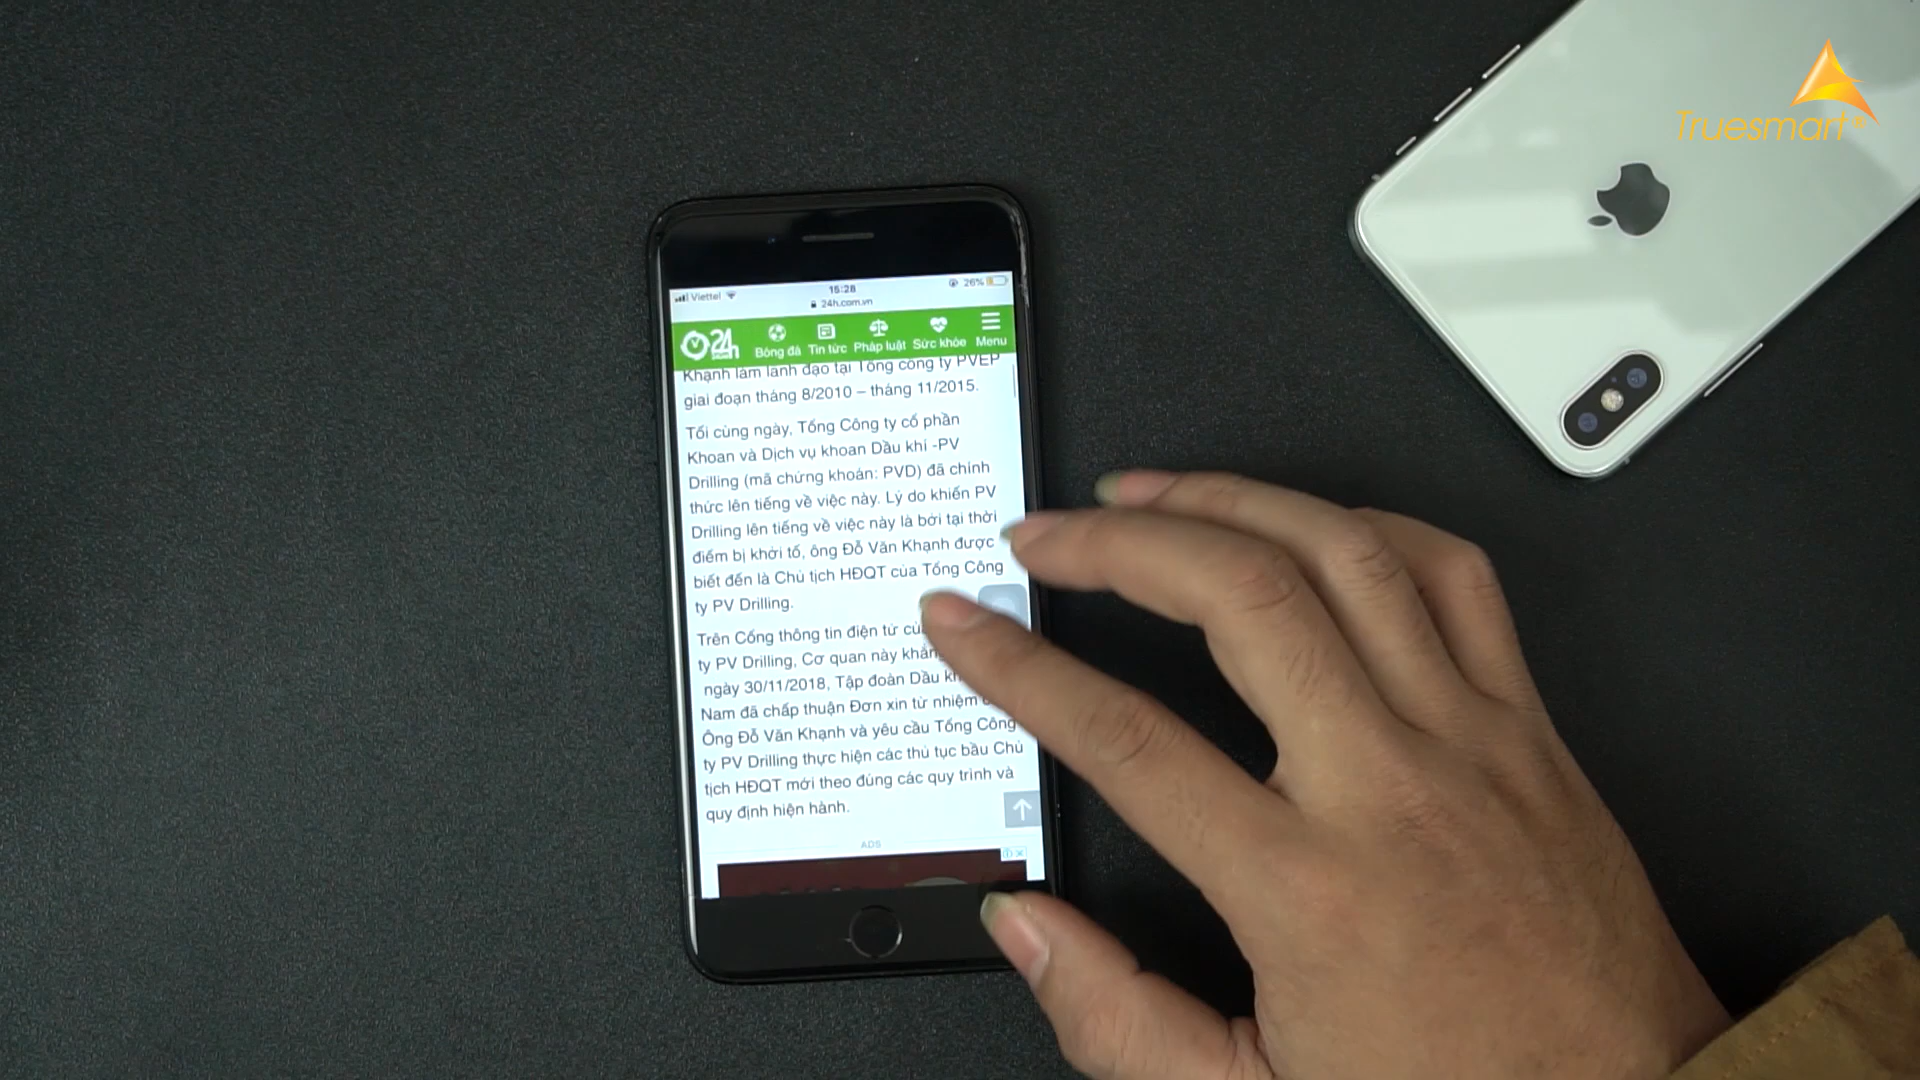 Truesmart®
Viettel
15:28
26%
24h.com.vn
24h
Bóng đá Tin tức Pháp luật Sức khỏe Menu
Khạnh làm lãnh đạo tại Tổng công ty PVEP
giai đoạn tháng 8/2010 – tháng 11/2015.
Tối cùng ngày, Tổng Công ty cổ phần
Khoan và Dịch vụ khoan Dầu khí -PV
Drilling (mã chứng khoán: PVD) đã chính
thức lên tiếng về việc này. Lý do khiến PV
Drilling lên tiếng về việc này là bởi tại thời
điểm bị khởi tố, ông Đỗ Văn Khạnh được
biết đến là Chủ tịch HĐQT của Tổng Công
ty PV Drilling.
Trên Cổng thông tin điện tử
ty PV Drilling, Cơ quan này
ngày 30/11/2018, Tập đoàn Dầu
Nam đã chấp thuận Đơn xin từ nhiệm
Ông Đỗ Văn Khạnh và yêu cầu Tổng Công
ty PV Drilling thực hiện các thủ tục bầu Chủ
tịch HĐQT mới theo đúng các quy trình và
quy định hiện hành.
ADS